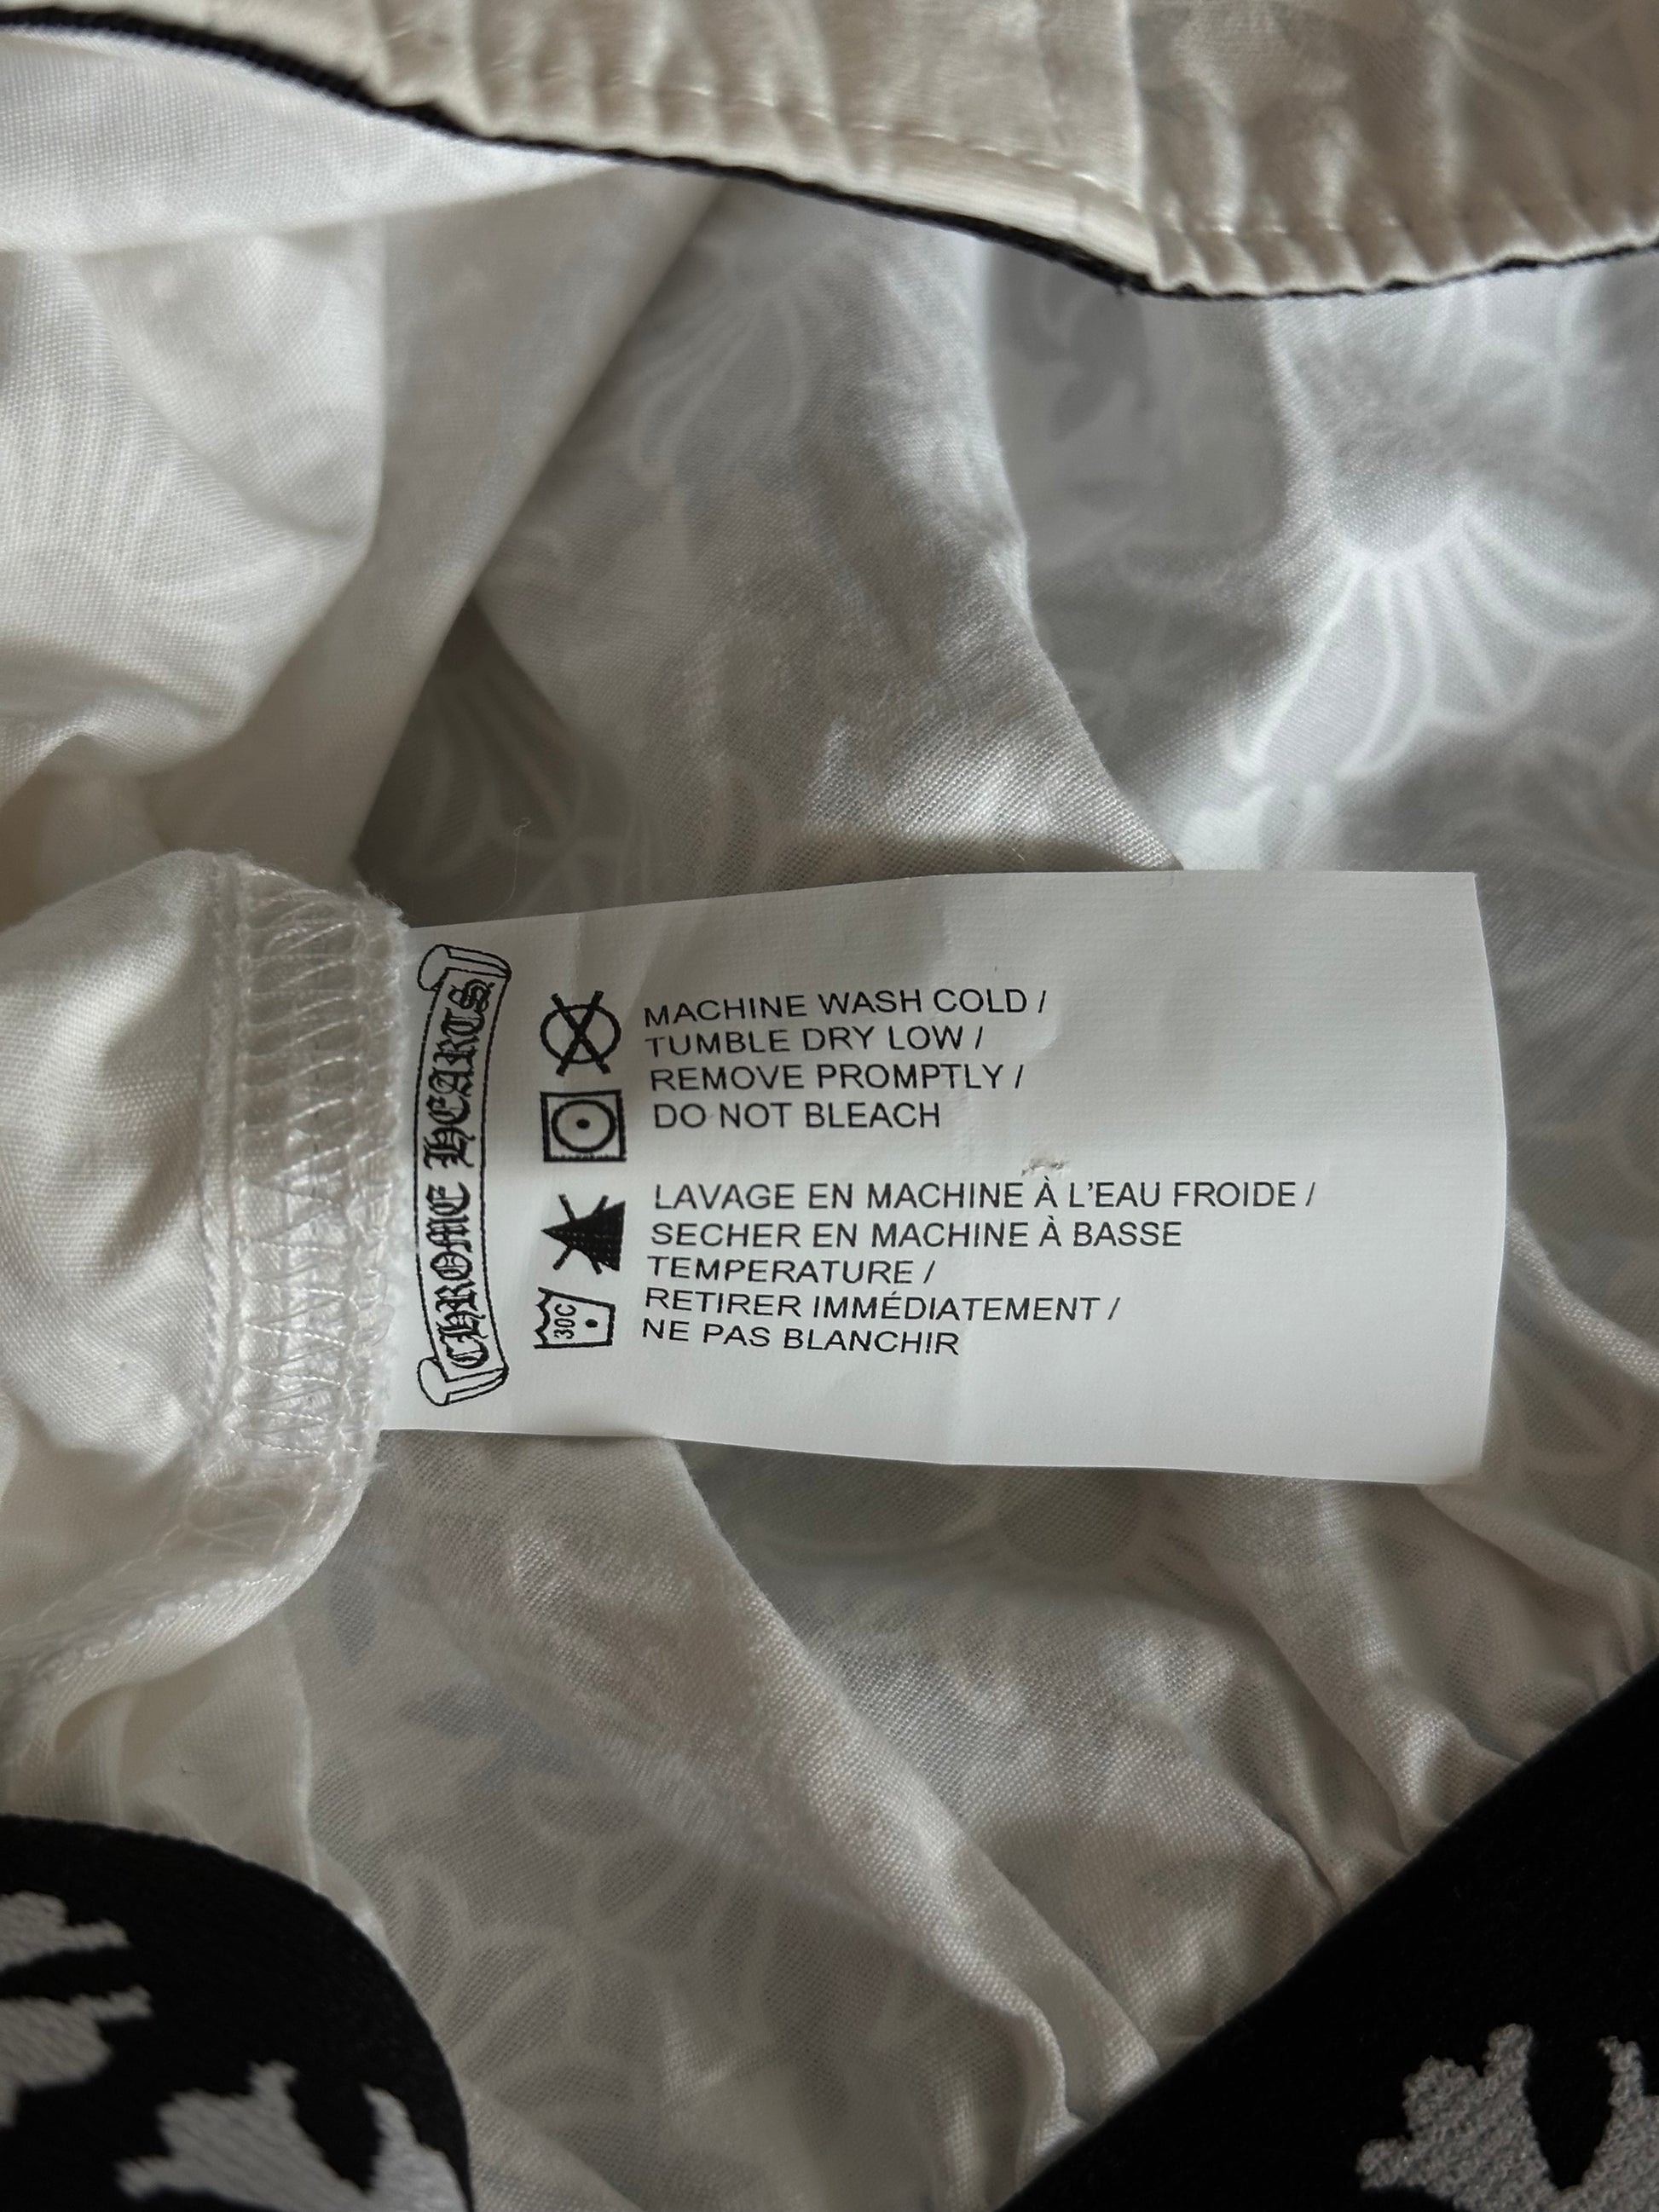 CHROME HEARTS
MACHINE WASH COLD /
TUMBLE DRY LOW /
REMOVE PROMPTLY /
DO NOT BLEACH
LAVAGE EN MACHINE À L'EAU FROIDE /
SECHER EN MACHINE À BASSE
TEMPERATURE /
RETIRER IMMÉDIATEMENT /
NE PAS BLANCHIR
30C